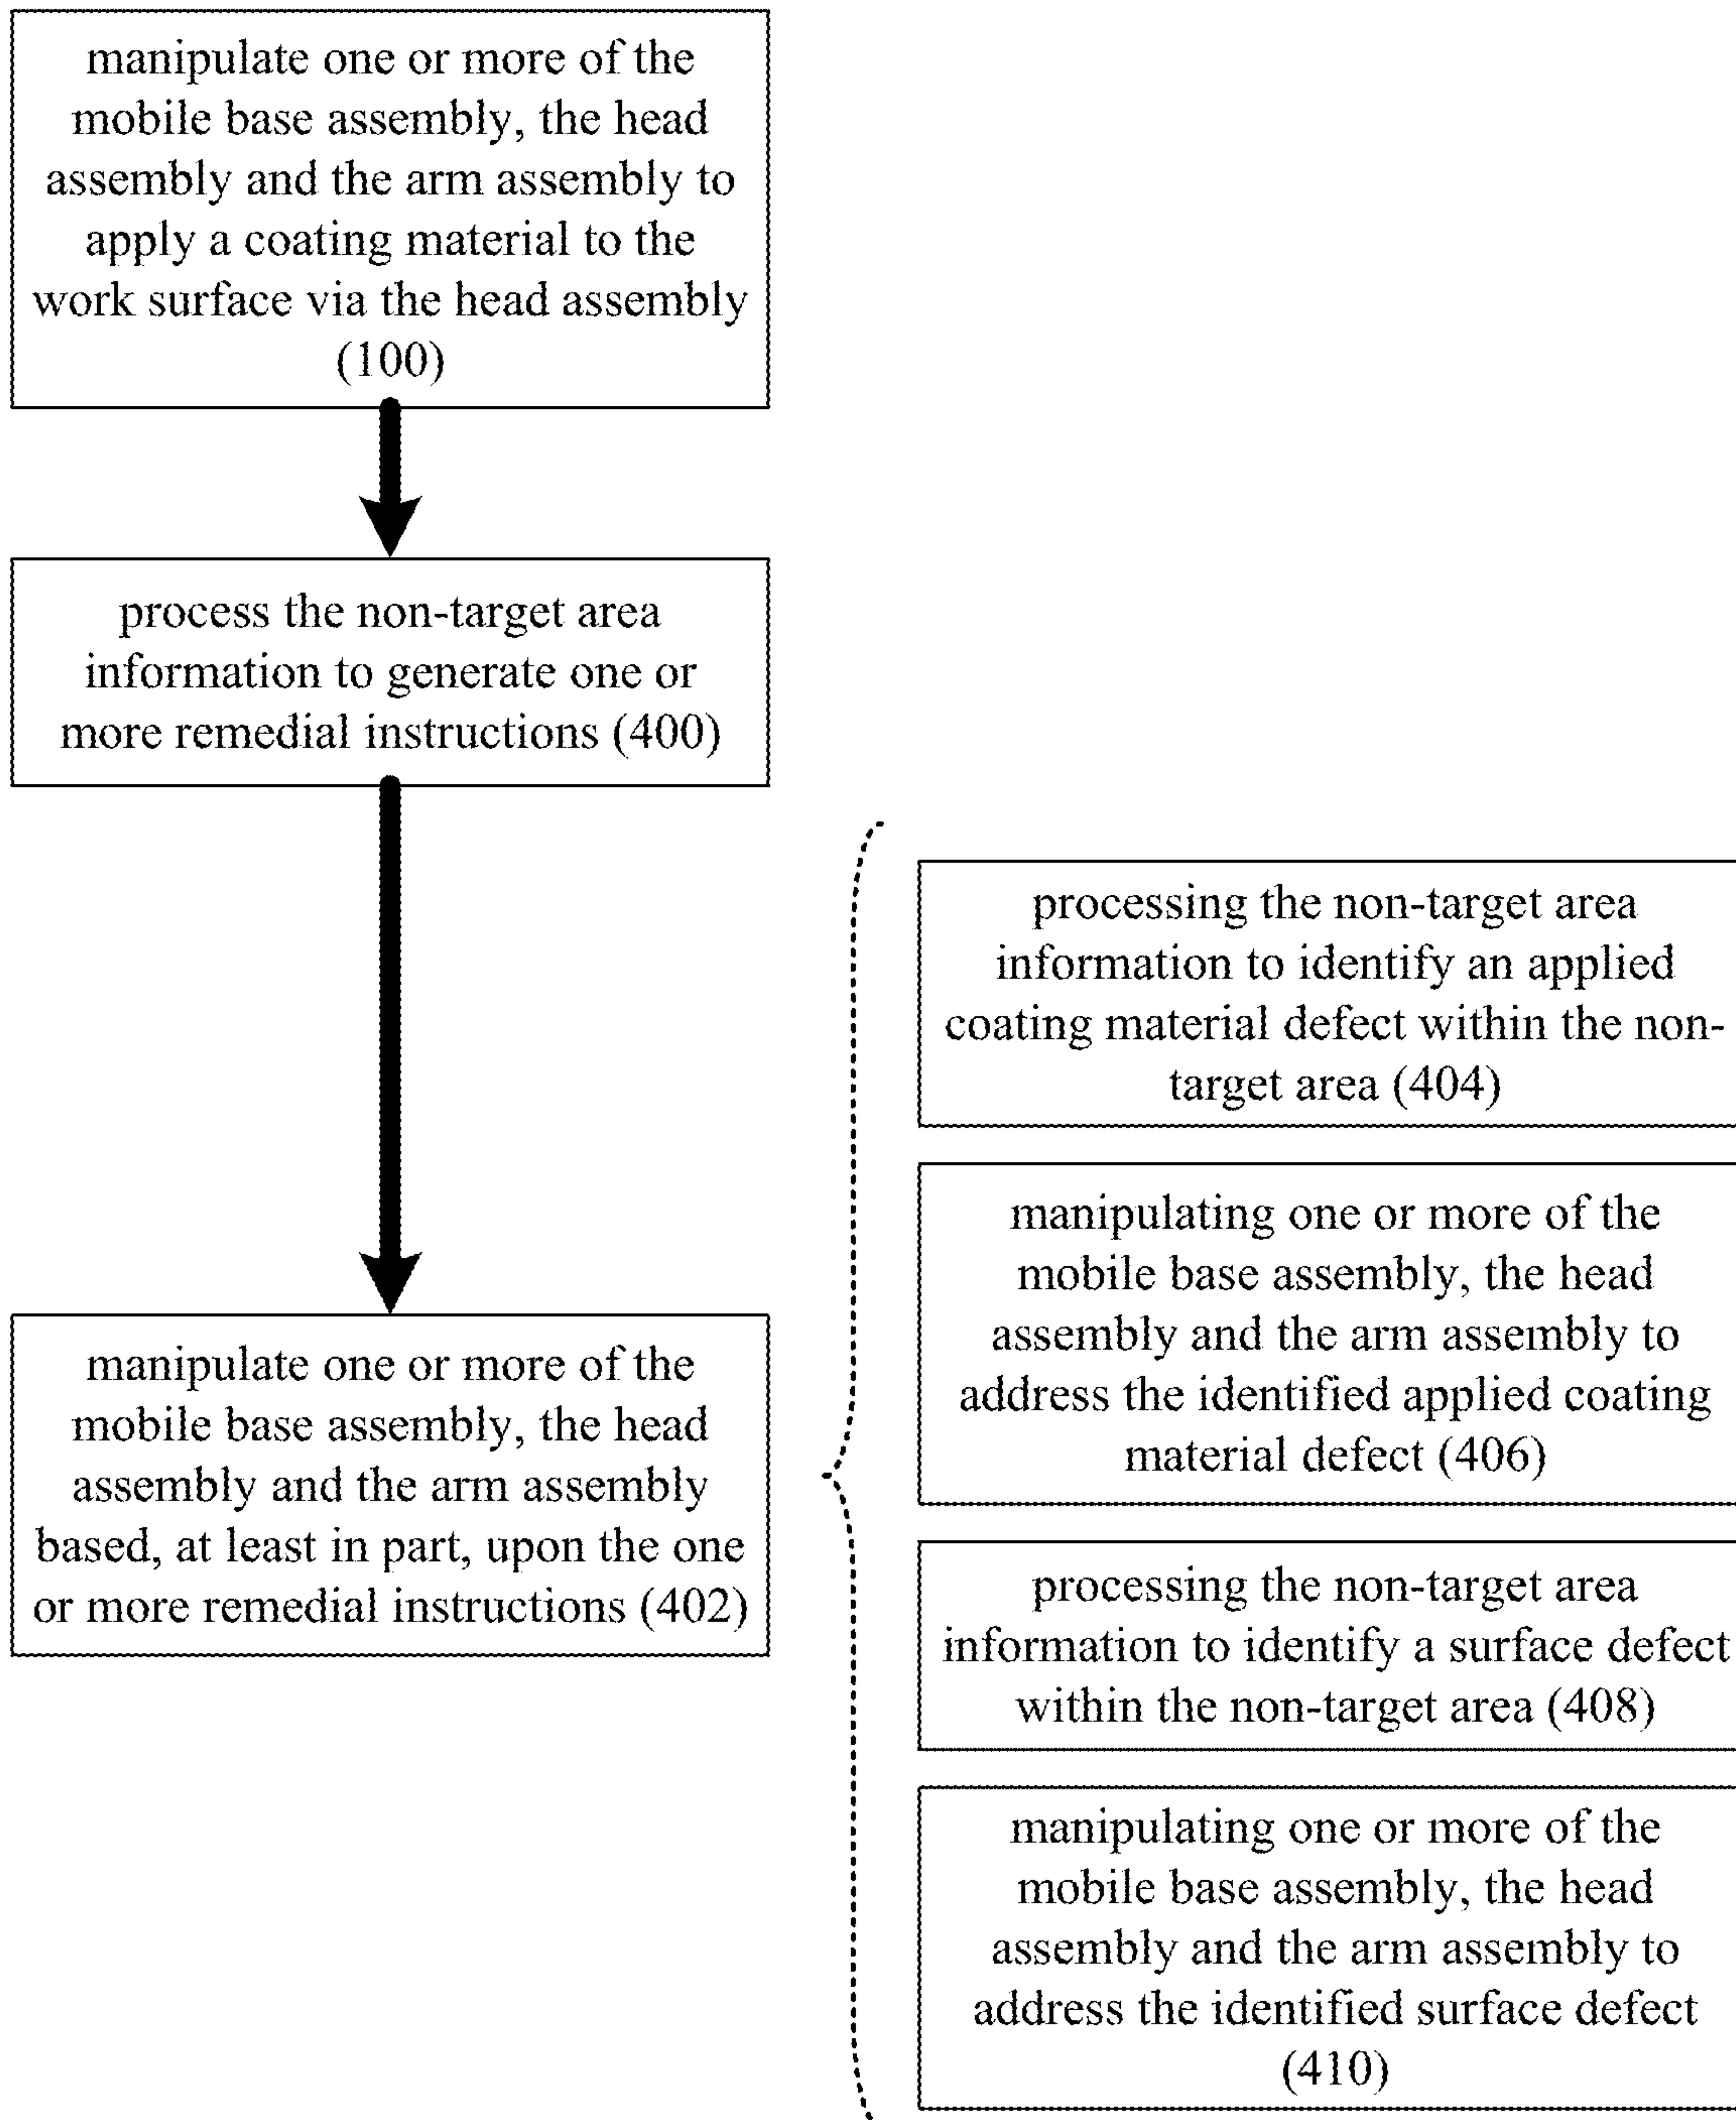 manipulate one or more of the
mobile base assembly, the head
assembly and the arm assembly to
apply a coating material to the
work surface via the head assembly
(100)
process the non-target area
information to generate one or
more remedial instructions (400)
manipulate one or more of the
mobile base assembly, the head
assembly and the arm assembly
based, at least in part, upon the one
or more remedial instructions (402)
processing the non-target area
information to identify an applied
coating material defect within the non-
target area (404)
manipulating one or more of the
mobile base assembly, the head
assembly and the arm assembly to
address the identified applied coating
material defect (406)
processing the non-target area
information to identify a surface defect
within the non-target area (408)
manipulating one or more of the
mobile base assembly, the head
assembly and the arm assembly to
address the identified surface defect
(410)